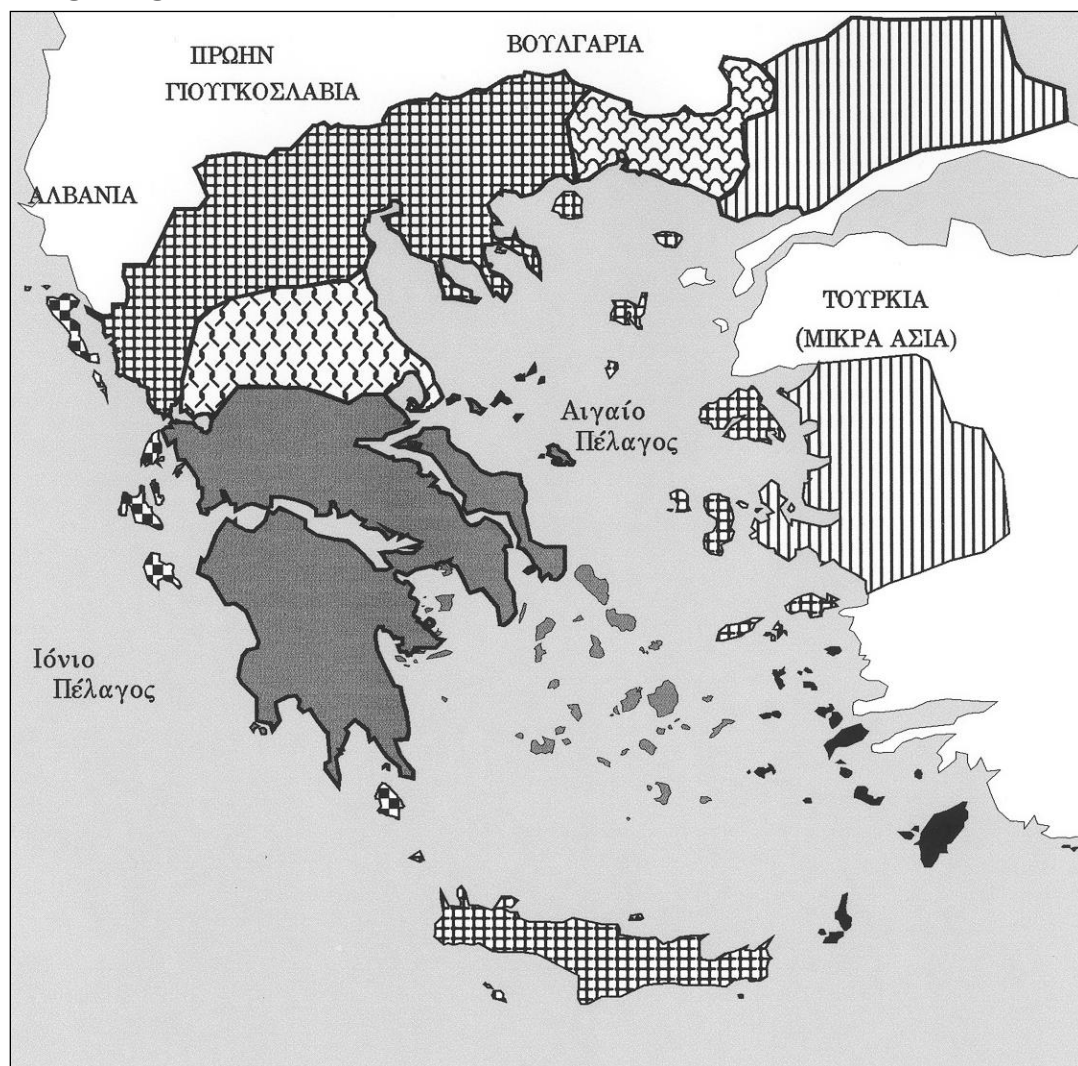 ΠΡΩΗΝ
ΓΙΟΥΓΚΟΣΛΑΒΙΑ
ΒΟΥΛΓΑΡΙΑ
ΑΛΒΑΝΙΑ
ΤΟΥΡΚΙΑ
(ΜΙΚΡΑ ΑΣΙΑ)
Αιγαίο
Πέλαγος
Ιόνιο
Πέλαγος